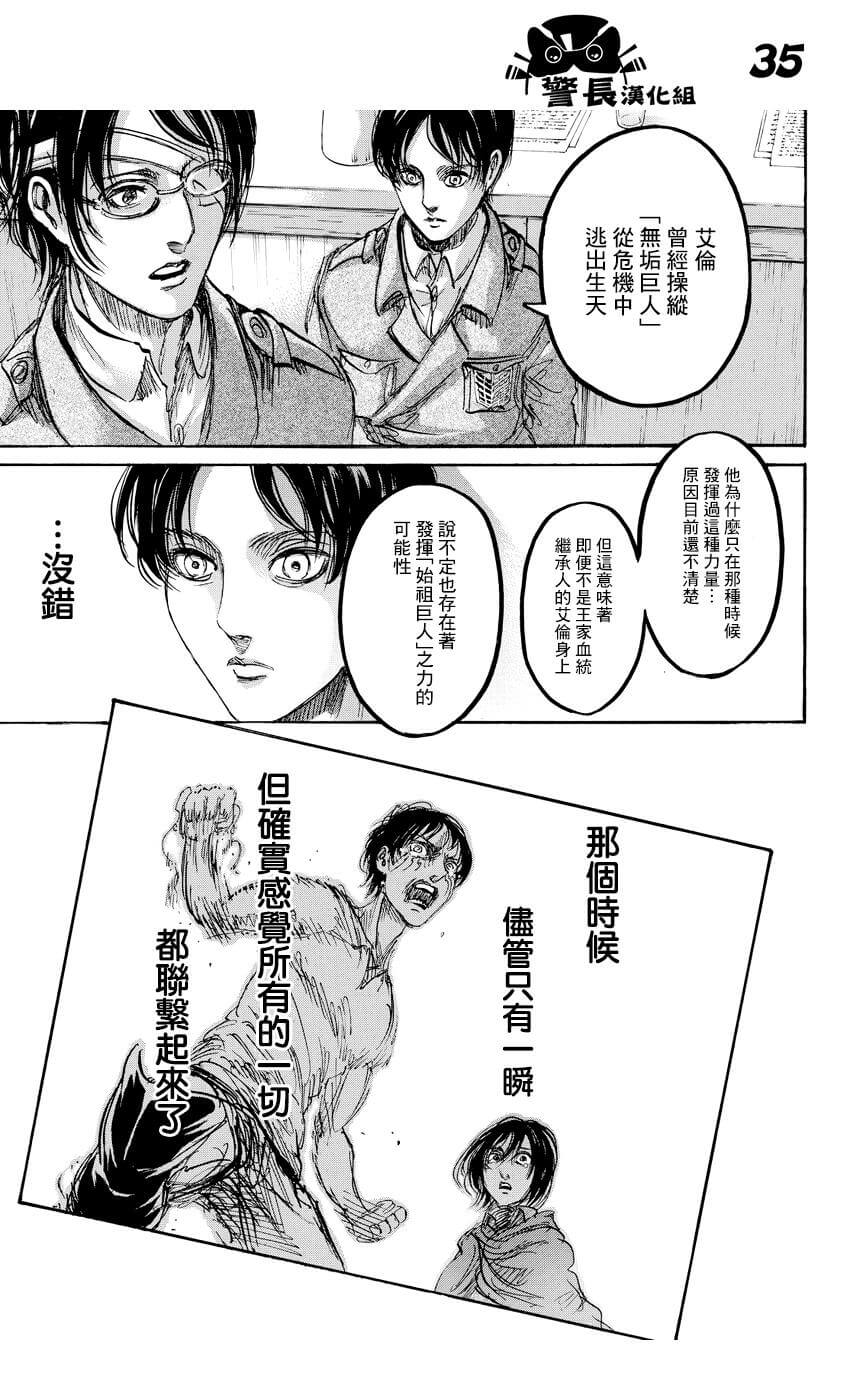 警長漢化組
35
艾倫
曾經操縱
「無垢巨人」
從危機中
逃出生天
他為什麼只在那種時候
發揮過這種力量…
原因目前還不清楚
但這意味著
即便不是王家血統
繼承人的艾倫身上
說不定也存在著
發揮「始祖巨人」之力的
可能性
…沒錯
那個時候
儘管只有一瞬
但確實感覺所有的一切
都聯繫起來了